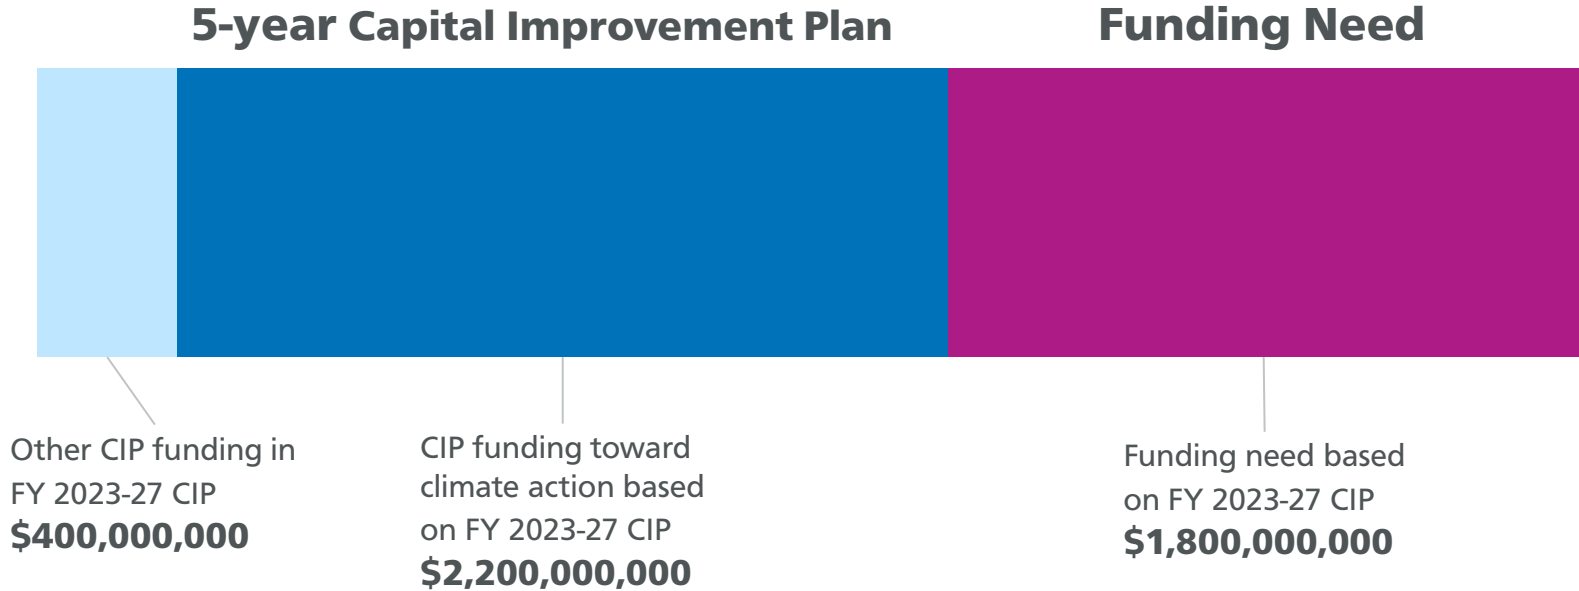 5-year Capital Improvement Plan
Funding Need
Other CIP funding in
FY 2023-27 CIP
$400,000,000
CIP funding toward
climate action based
on FY 2023-27 CIP
$2,200,000,000
Funding need based
on FY 2023-27 CIP
$1,800,000,000